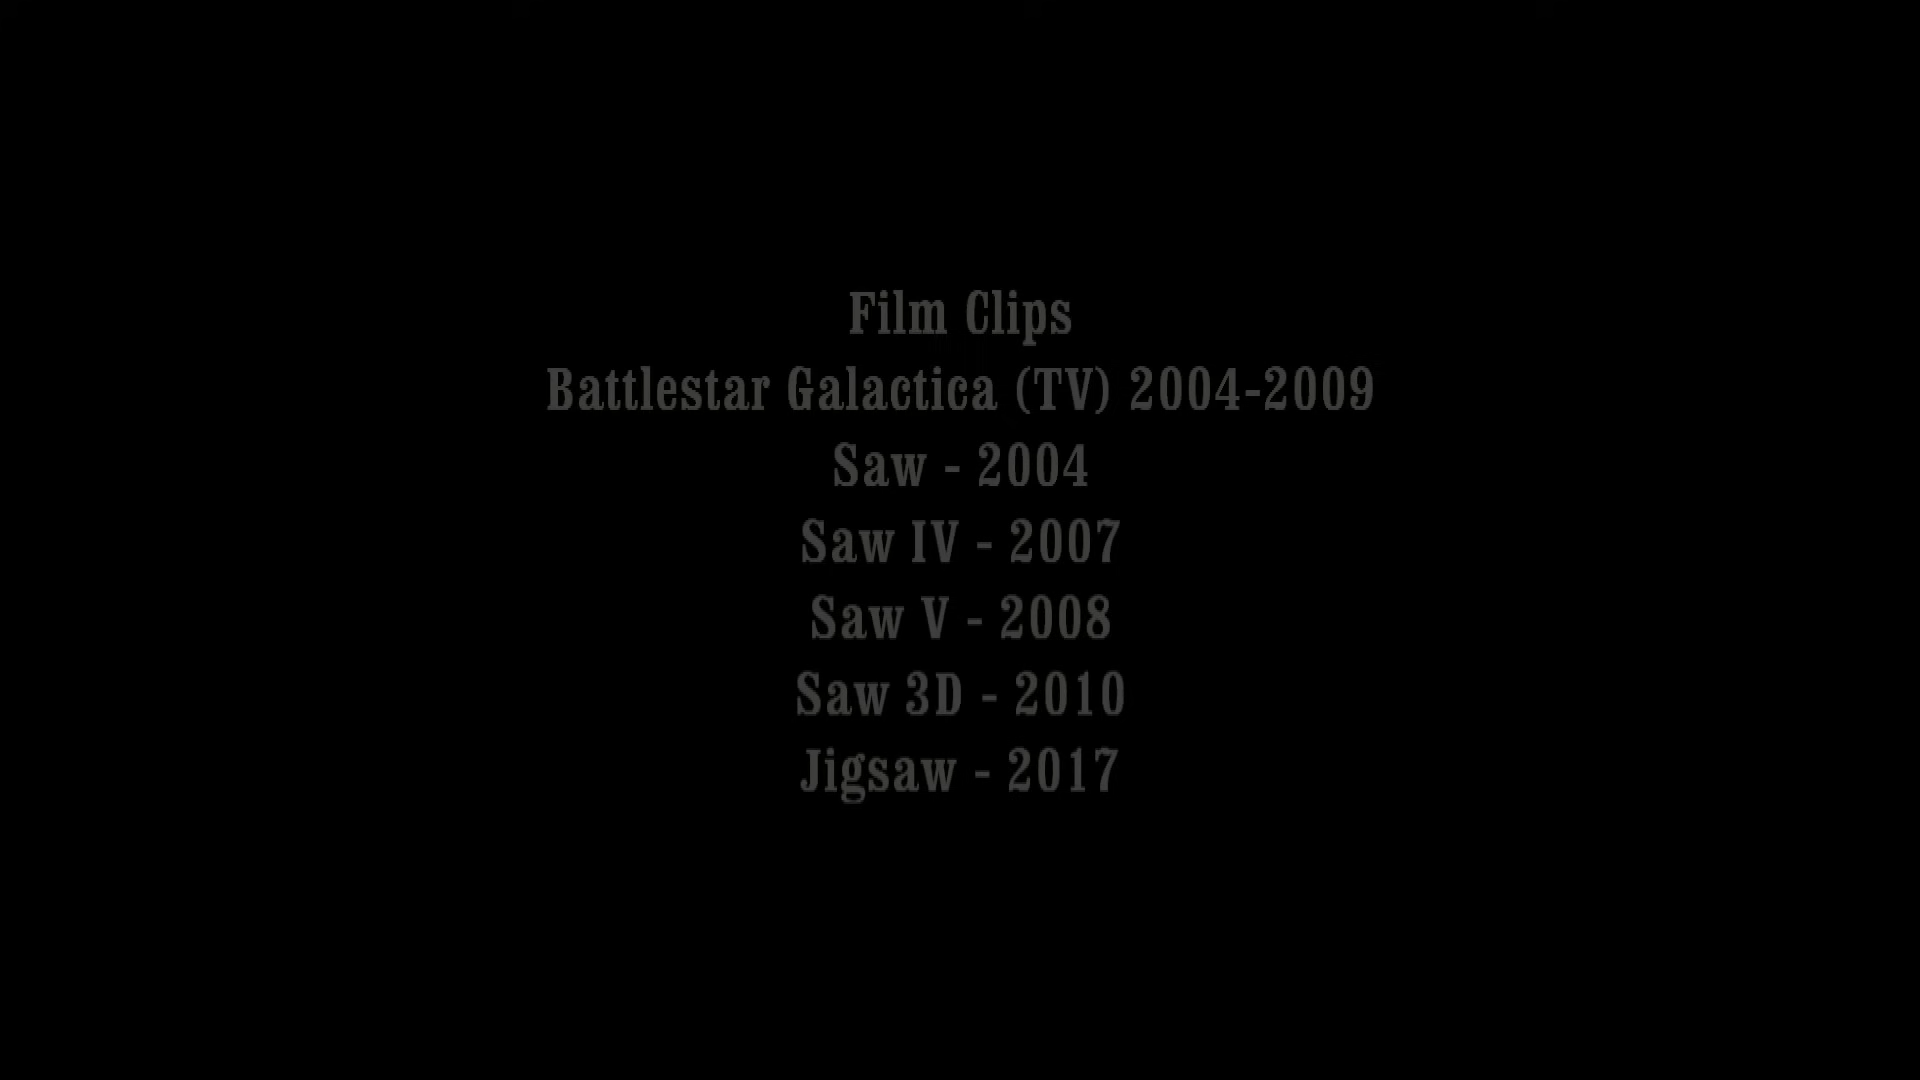 Film Clips
Battlestar Galactica (TV) 2004-2009
Saw - 2004
Saw IV - 2007
Saw V - 2008
Saw 3D - 2010
Jigsaw - 2017